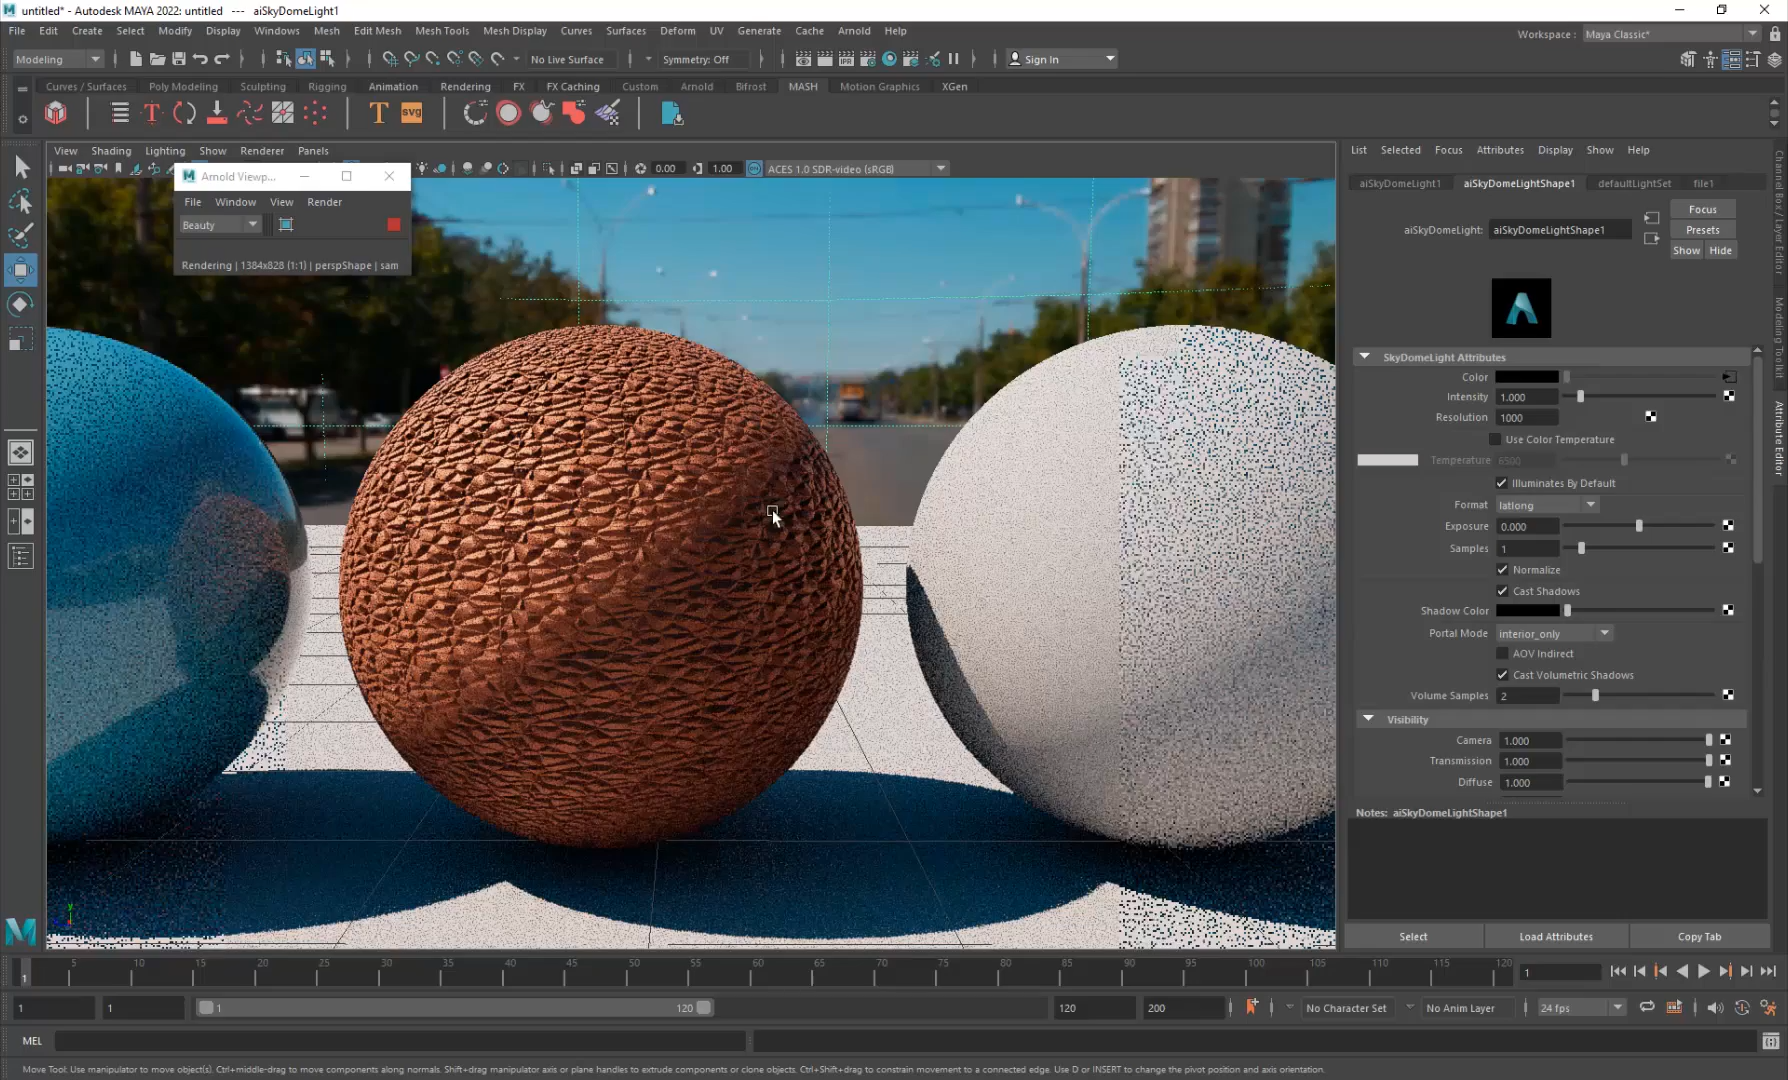 untitled* - Autodesk MAYA 2022: untitled --- aiSkyDomeLight1
File Edit Create Select Modify Display Windows Mesh Edit Mesh Mesh Tools Mesh Display Curves Surfaces Deform UV Generate Cache Arnold Help
Workspace : Maya Classic*
Modeling No Live Surface Symmetry: Off Sign In
Curves / Surfaces Poly Modeling Sculpting Rigging Animation Rendering FX FX Caching Custom Arnold Bifrost MASH Motion Graphics XGen
T T SVG
IPR
View Shading Lighting Show Renderer Panels
0.00 1.00 ACES 1.0 SDR-video (sRGB)
Arnold Viewp...
File Window View Render
Beauty
Rendering | 1384x828 (1:1) | perspShape | sam
List Selected Focus Attributes Display Show Help
aiSkyDomeLight1 aiSkyDomeLightShape1 defaultLightSet file1
Focus
aiSkyDomeLight: aiSkyDomeLightShape1
Presets
Show Hide
SkyDomeLight Attributes
Color
Intensity 1.000
Resolution 1000
Use Color Temperature
Temperature 6500
Illuminates By Default
Format latlong
Exposure 0.000
Samples 1
Normalize
Cast Shadows
Shadow Color
Portal Mode interior_only
AOV Indirect
Cast Volumetric Shadows
Volume Samples 2
Visibility
Camera 1.000
Transmission 1.000
Diffuse 1.000
Notes: aiSkyDomeLightShape1
Select Load Attributes Copy Tab
Channel Box / Layer Editor
Modeling Toolkit
Attribute Editor
y
M
1 5 10 15 20 25 30 35 40 45 50 55 60 65 70 75 80 85 90 95 100 105 110 115 120
1
1 1 1 120 120 200 No Character Set No Anim Layer 24 fps
MEL
Move Tool: Use manipulator to move object(s). Ctrl+middle-drag to move components along normals. Shift+drag manipulator axis or plane handles to extrude components or clone objects. Ctrl+Shift+drag to constrain movement to a connected edge. Use D or INSERT to change the pivot position and axis orientation.